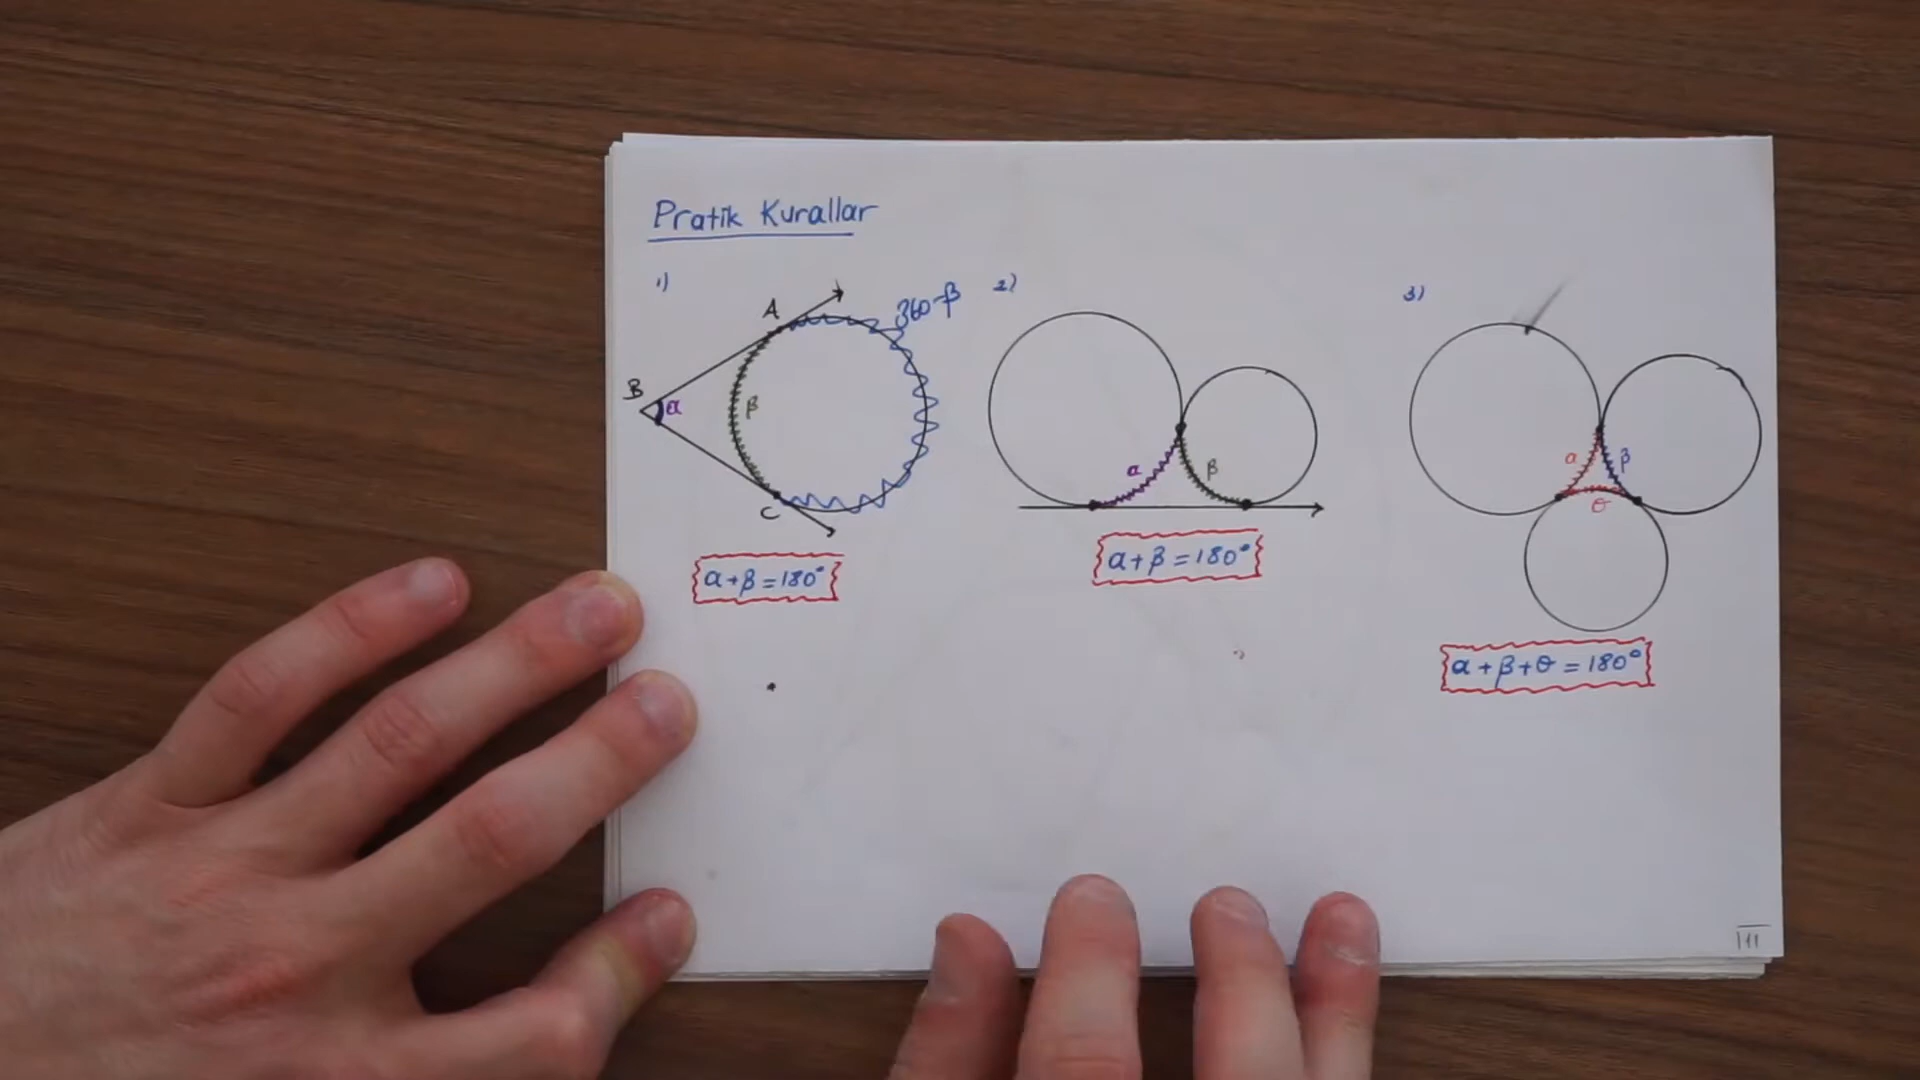 Pratik Kurallar
1)
A
360-β
B
α
β
C
α+β=180°
2)
α
β
α+β=180°
3)
α
β
θ
α+β+θ=180°